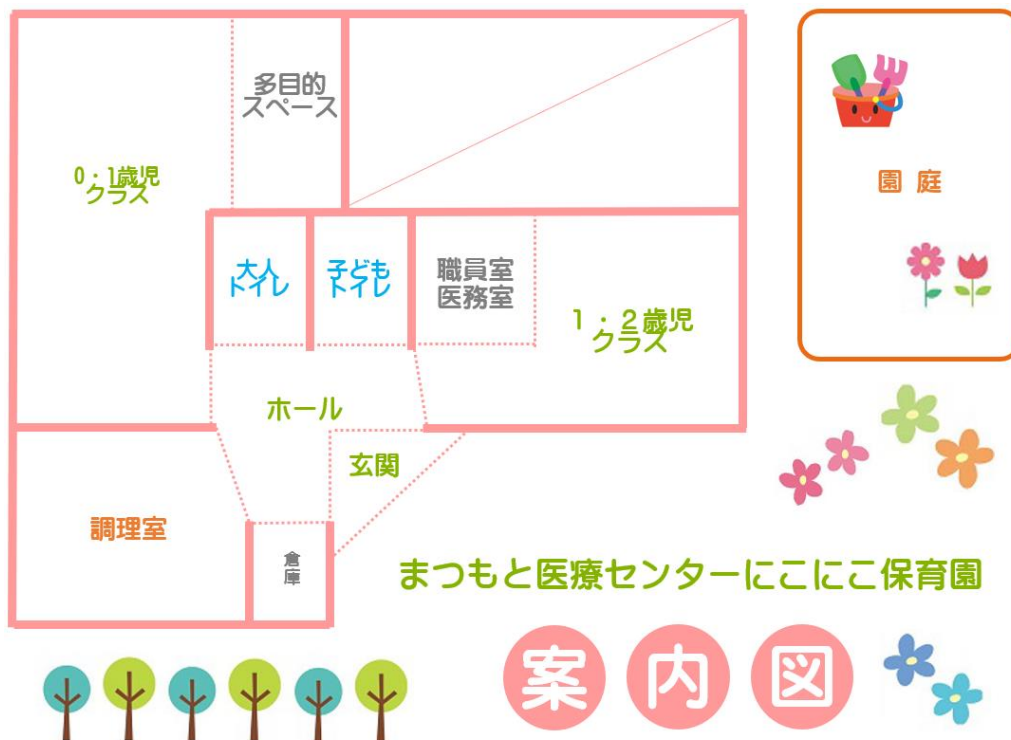 多目的
スペース
0・1歳児
クラス
園庭
大人
トイレ
子ども
トイレ
職員室
医務室
1・2歳児
クラス
ホール
玄関
調理室
倉庫
まつもと医療センターにこにこ保育園
案内図